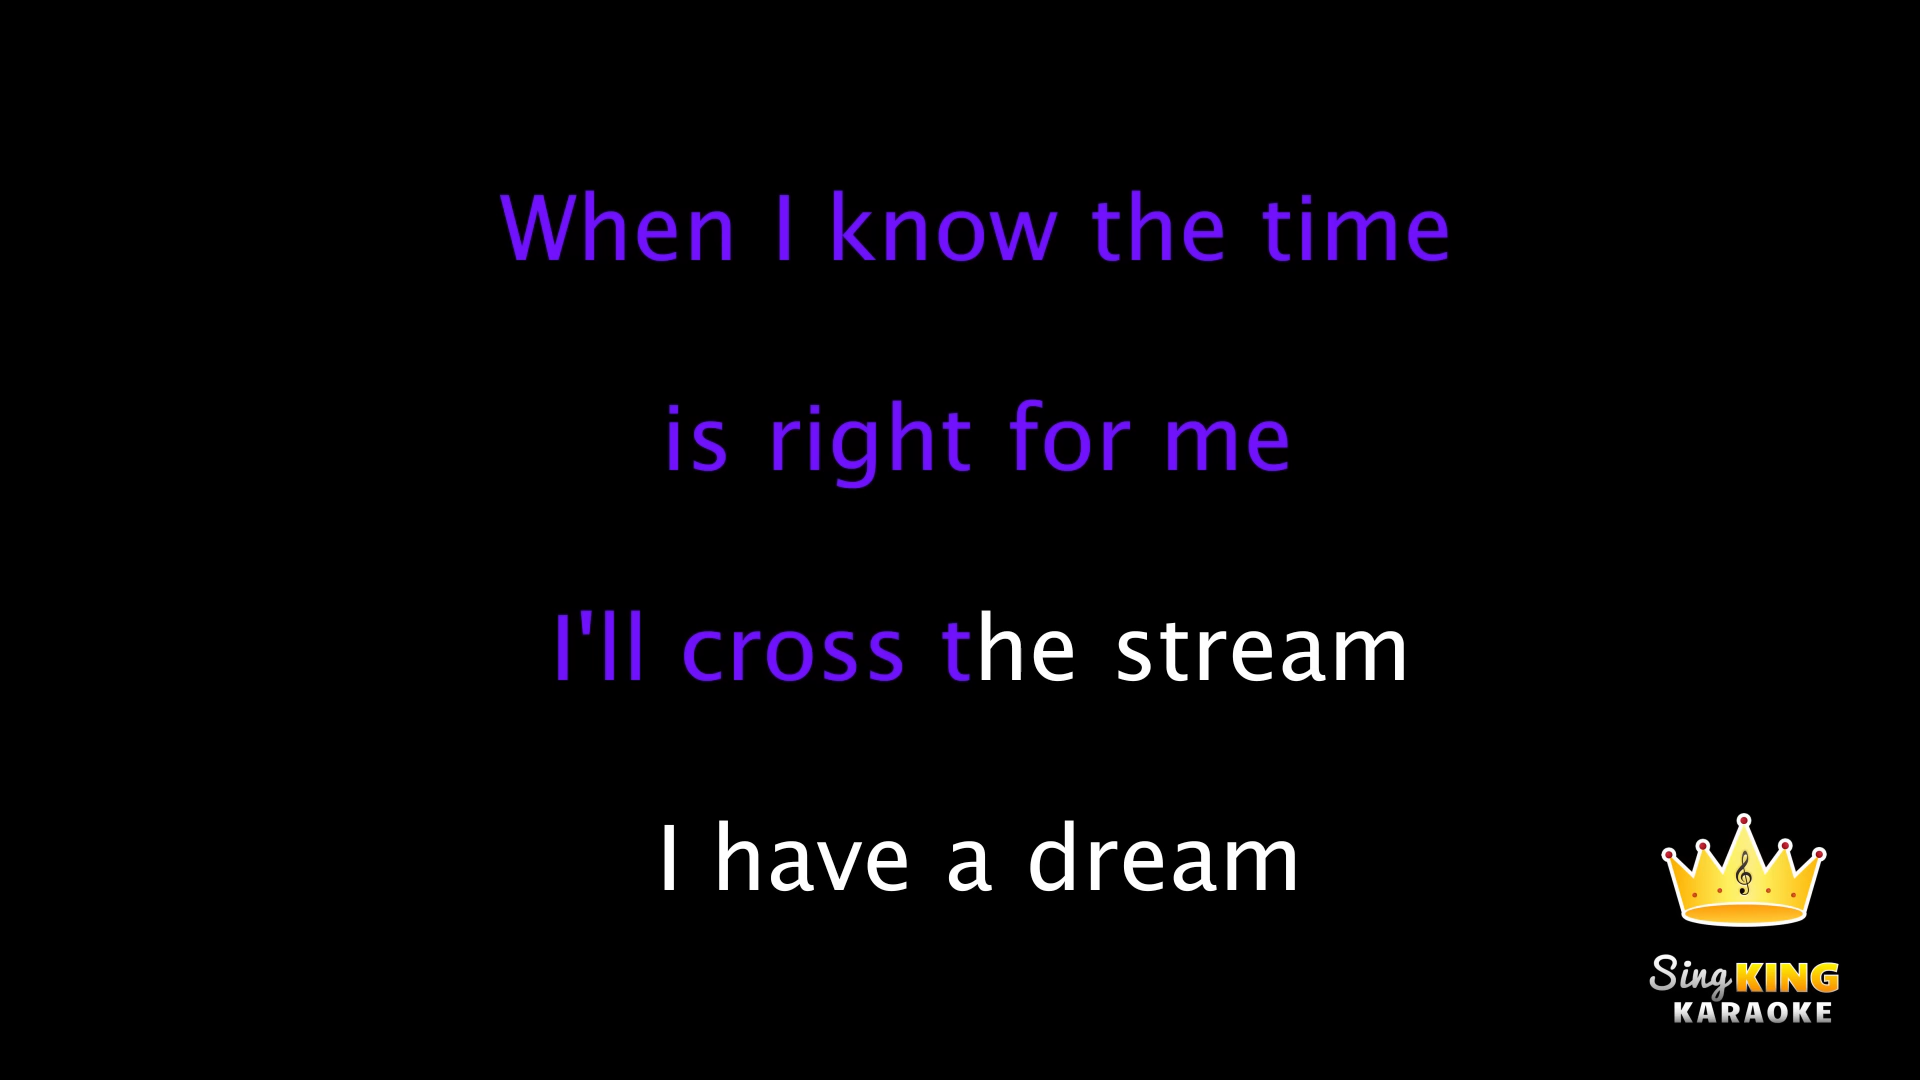 When I know the time
is right for me
I'll cross the stream
I have a dream
Sing KING
KARAOKE